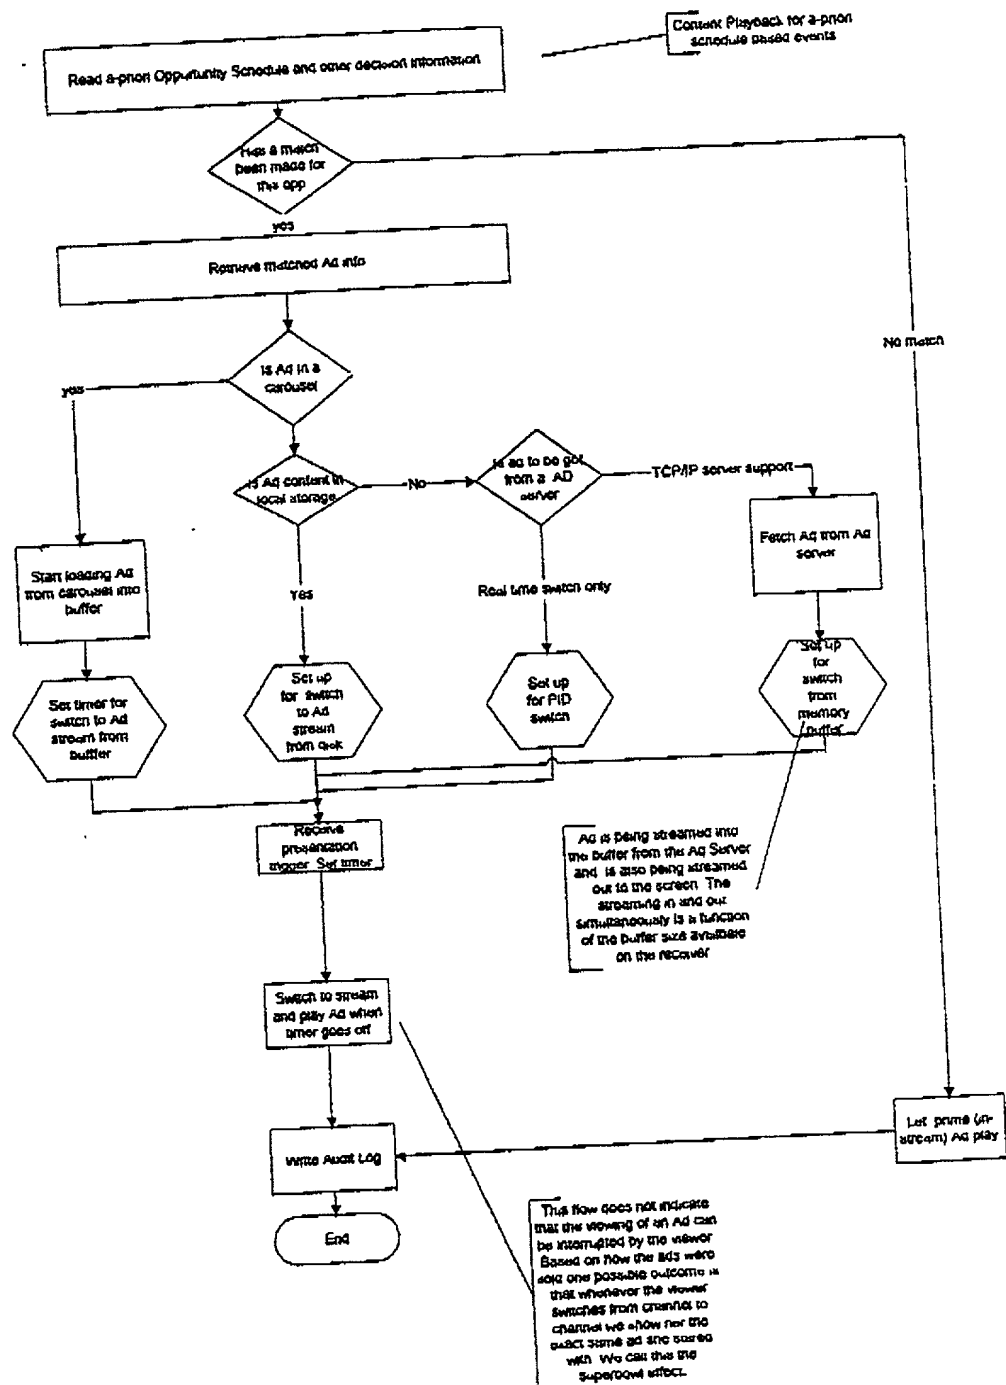 Content Playback for a-priori
schedule based events
Read a-priori Opportunity Schedule and other decision information
Has a match
been made for
this opp
yes
Retrieve matched Ad info
No match
Is Ad in a
carousel
yes
Is Ad content in
local storage
No
Is ad to be got
from a AD
server
TCP/IP server support
Fetch Ad from Ad
server
Start loading Ad
from carousel into
buffer
Yes
Real time switch only
Set timer for
switch to Ad
stream from
buffer
Set up
for switch
to Ad
stream
from disk
Set up
for PID
switch
Set up
for
switch
from
memory
buffer
Receive
presentation
trigger Set timer
Ad is being streamed into
the buffer from the Ad Server
and is also being streamed
out to the screen The
streaming in and out
simultaneously is a function
of the buffer size available
on the receiver
Switch to stream
and play Ad when
timer goes off
Let prime (in-
stream) Ad play
Write Audit Log
End
This flow does not indicate
that the viewing of an Ad can
be interrupted by the viewer
Based on how the ads were
sold one possible outcome is
that whenever the viewer
switches from channel to
channel we show her the
exact same ad she started
with We call this the
superbowl effect.